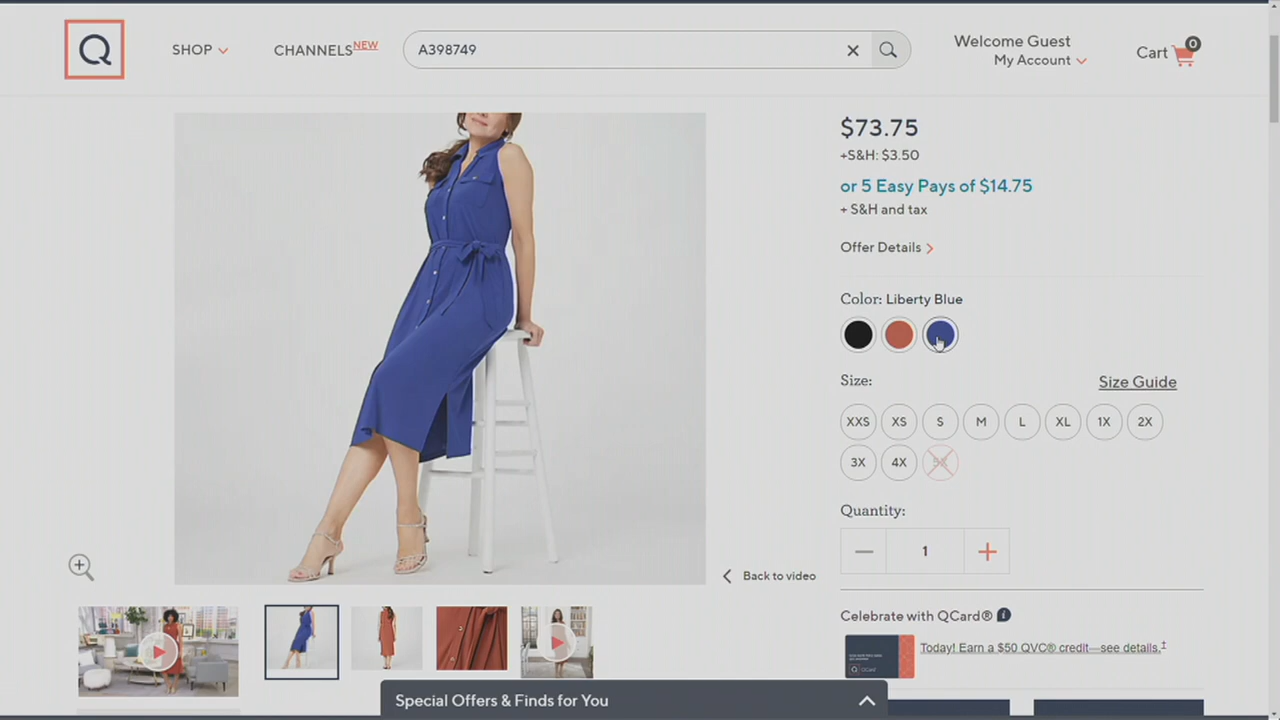 Q
SHOP
CHANNELS NEW
A398749
Welcome Guest
My Account
Cart 0
$73.75
+S&H: $3.50
or 5 Easy Pays of $14.75
+ S&H and tax
Offer Details
Color: Liberty Blue
Size:
Size Guide
XXS XS S M L XL 1X 2X
3X 4X
Quantity:
1
Back to video
Celebrate with QCard®
Today! Earn a $50 QVC® credit—see details.‡
Special Offers & Finds for You